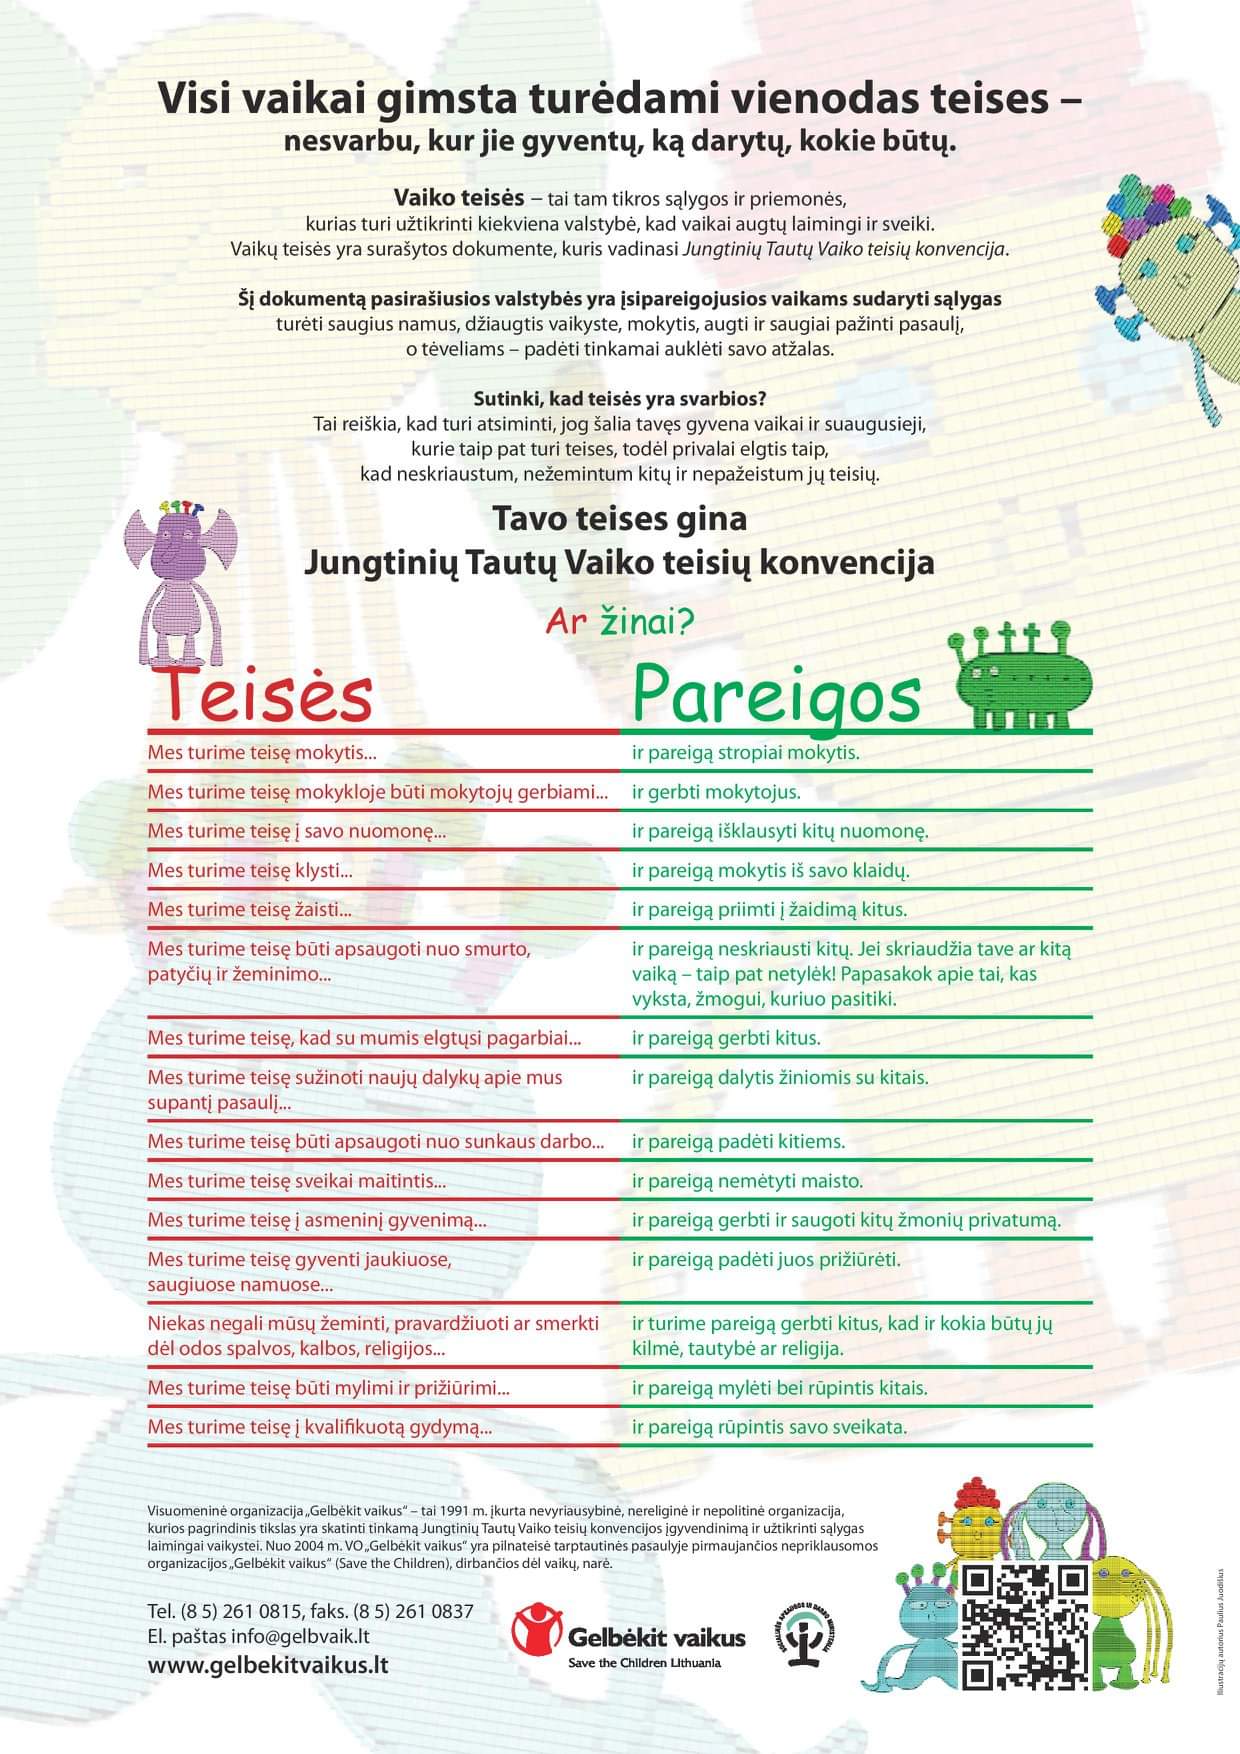 Visi vaikai gimsta turėdami vienodas teises –
nesvarbu, kur jie gyventų, ką darytų, kokie būtų.
Vaiko teisės – tai tam tikros sąlygos ir priemonės,
kurias turi užtikrinti kiekviena valstybė, kad vaikai augtų laimingi ir sveiki.
Vaikų teisės yra surašytos dokumente, kuris vadinasi Jungtinių Tautų Vaiko teisių konvencija.
Šį dokumentą pasirašiusios valstybės yra įsipareigojusios vaikams sudaryti sąlygas
turėti saugius namus, džiaugtis vaikyste, mokytis, augti ir saugiai pažinti pasaulį,
o tėveliams – padėti tinkamai auklėti savo atžalas.
Sutinki, kad teisės yra svarbios?
Tai reiškia, kad turi atsiminti, jog šalia tavęs gyvena vaikai ir suaugusieji,
kurie taip pat turi teises, todėl privalai elgtis taip,
kad neskriaustum, nežemintum kitų ir nepažeistum jų teisių.
Tavo teises gina
Jungtinių Tautų Vaiko teisių konvencija
Ar žinai?
Teisės Pareigos
Mes turime teisę mokytis... ir pareigą stropiai mokytis.
Mes turime teisę mokykloje būti mokytojų gerbiami... ir gerbti mokytojus.
Mes turime teisę į savo nuomonę... ir pareigą išklausyti kitų nuomonę.
Mes turime teisę klysti... ir pareigą mokytis iš savo klaidų.
Mes turime teisę žaisti... ir pareigą priimti į žaidimą kitus.
Mes turime teisę būti apsaugoti nuo smurto,
patyčių ir žeminimo...
ir pareigą neskriausti kitų. Jei skriaudžia tave ar kitą
vaiką – taip pat netylėk! Papasakok apie tai, kas
vyksta, žmogui, kuriuo pasitiki.
Mes turime teisę, kad su mumis elgtųsi pagarbiai... ir pareigą gerbti kitus.
Mes turime teisę sužinoti naujų dalykų apie mus
supantį pasaulį...
ir pareigą dalytis žiniomis su kitais.
Mes turime teisę būti apsaugoti nuo sunkaus darbo... ir pareigą padėti kitiems.
Mes turime teisę sveikai maitintis... ir pareigą nemėtyti maisto.
Mes turime teisę į asmeninį gyvenimą... ir pareigą gerbti ir saugoti kitų žmonių privatumą.
Mes turime teisę gyventi jaukiuose,
saugiuose namuose...
ir pareigą padėti juos prižiūrėti.
Niekas negali mūsų žeminti, pravardžiuoti ar smerkti
dėl odos spalvos, kalbos, religijos...
ir turime pareigą gerbti kitus, kad ir kokia būtų jų
kilmė, tautybė ar religija.
Mes turime teisę būti mylimi ir prižiūrimi... ir pareigą mylėti bei rūpintis kitais.
Mes turime teisę į kvalifikuotą gydymą... ir pareigą rūpintis savo sveikata.
Visuomeninė organizacija „Gelbėkit vaikus“ – tai 1991 m. įkurta nevyriausybinė, nereliginė ir nepolitinė organizacija,
kurios pagrindinis tikslas yra skatinti tinkamą Jungtinių Tautų Vaiko teisių konvencijos įgyvendinimą ir užtikrinti sąlygas
laimingai vaikystei. Nuo 2004 m. VO „Gelbėkit vaikus“ yra pilnateisė tarptautinės pasaulyje pirmaujančios nepriklausomos
organizacijos „Gelbėkit vaikus“ (Save the Children), dirbančios dėl vaikų, narė.
Tel. (8 5) 261 0815, faks. (8 5) 261 0837
El. paštas info@gelbvaik.lt
www.gelbekitvaikus.lt
Gelbėkit vaikus
Save the Children Lithuania
SOCIALINĖS APSAUGOS IR DARBO MINISTERIJA
Iliustracijų autorius Paulius Juodišius